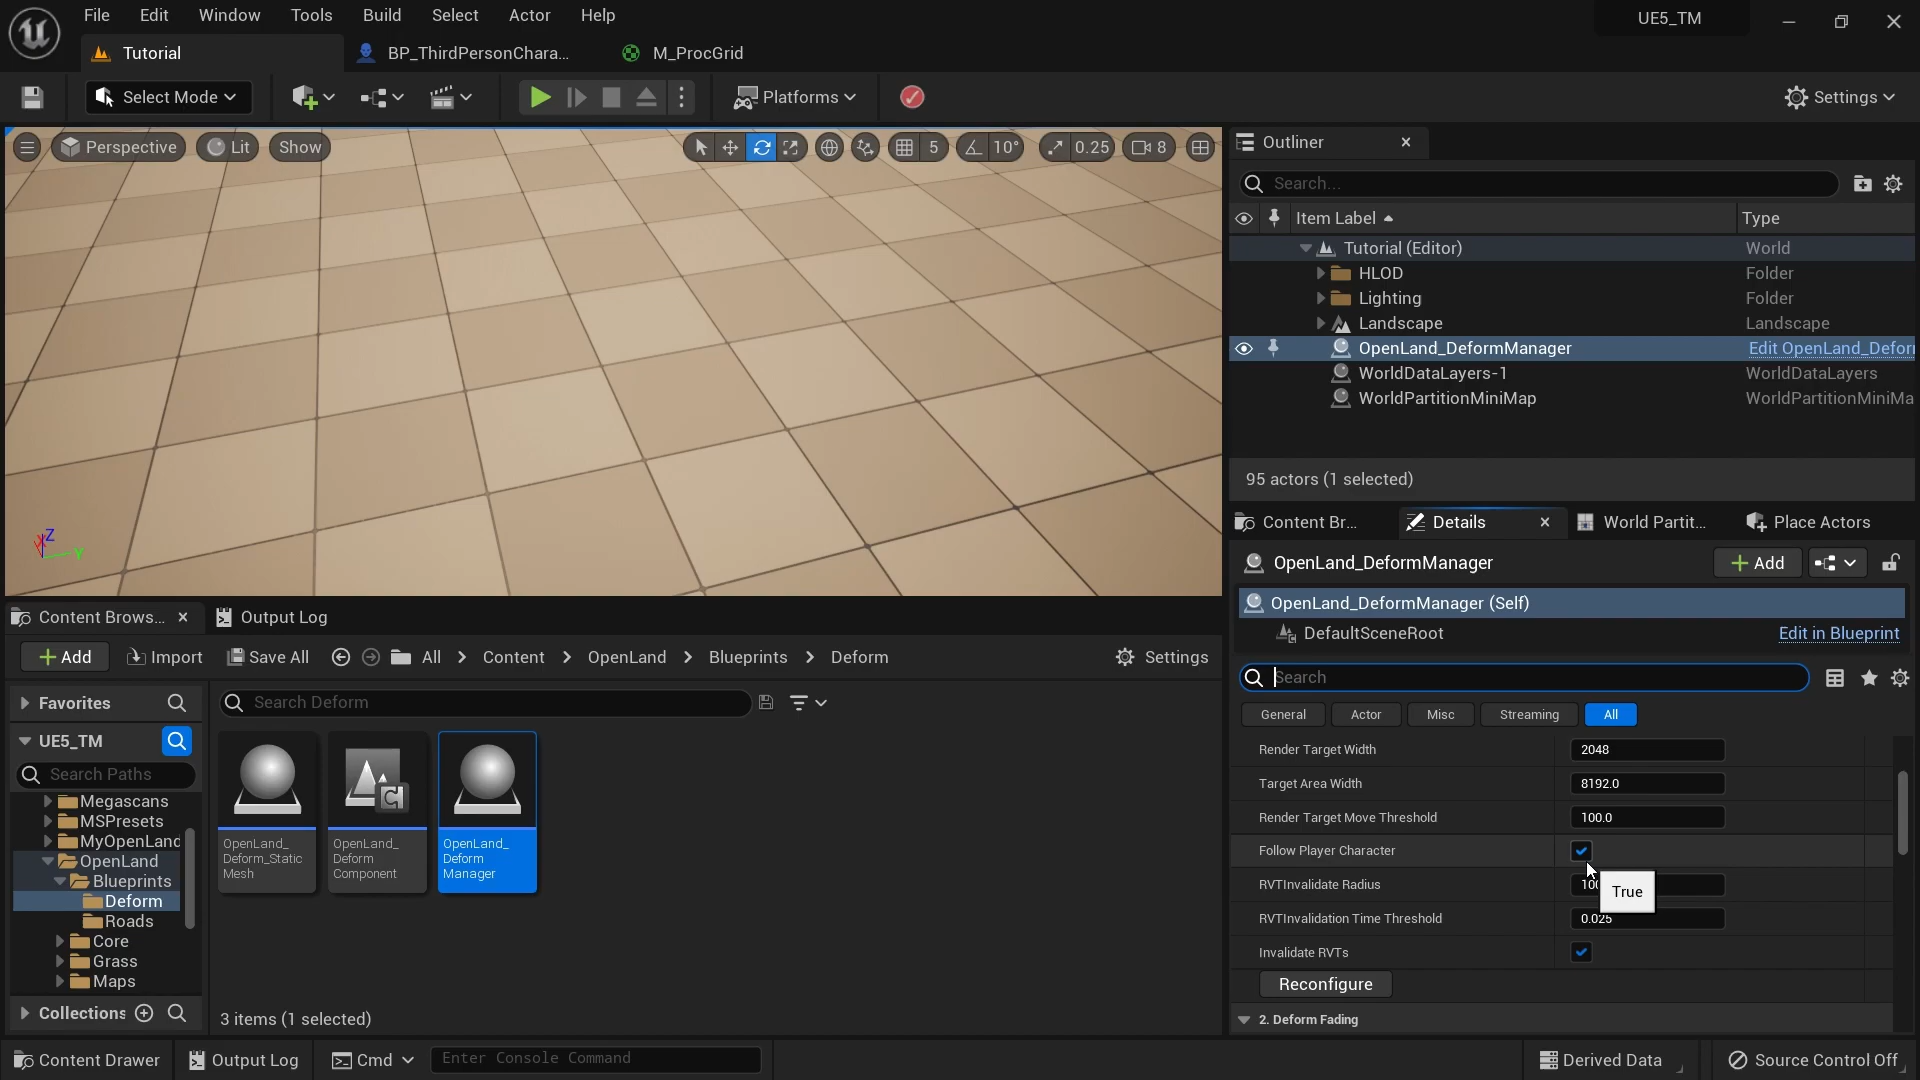 File Edit Window Tools Build Select Actor Help
UE5_TM
Tutorial
BP_ThirdPersonChara...
M_ProcGrid
Select Mode
Platforms
Settings
Perspective
Lit
Show
5
10°
0.25
8
Z
Y
Outliner
Search...
Item Label
Type
Tutorial (Editor)
World
HLOD
Folder
Lighting
Folder
Landscape
Landscape
OpenLand_DeformManager
Edit OpenLand_Defor
WorldDataLayers-1
WorldDataLayers
WorldPartitionMiniMap
WorldPartitionMiniMa
95 actors (1 selected)
Content Br...
Details
World Partit...
Place Actors
OpenLand_DeformManager
Add
OpenLand_DeformManager (Self)
DefaultSceneRoot
Edit in Blueprint
Search
General
Actor
Misc
Streaming
All
Render Target Width
2048
Target Area Width
8192.0
Render Target Move Threshold
100.0
Follow Player Character
RVTInvalidate Radius
True
RVTInvalidation Time Threshold
0.025
Invalidate RVTs
Reconfigure
2. Deform Fading
Content Brows...
Output Log
Add
Import
Save All
All
Content
OpenLand
Blueprints
Deform
Settings
Favorites
UE5_TM
Search Paths
Megascans
MSPresets
MyOpenLand
OpenLand
Blueprints
Deform
Roads
Core
Grass
Maps
Collections
Search Deform
OpenLand_
Deform_Static
Mesh
OpenLand_
Deform
Component
OpenLand_
Deform
Manager
3 items (1 selected)
Content Drawer
Output Log
Cmd
Enter Console Command
Derived Data
Source Control Off